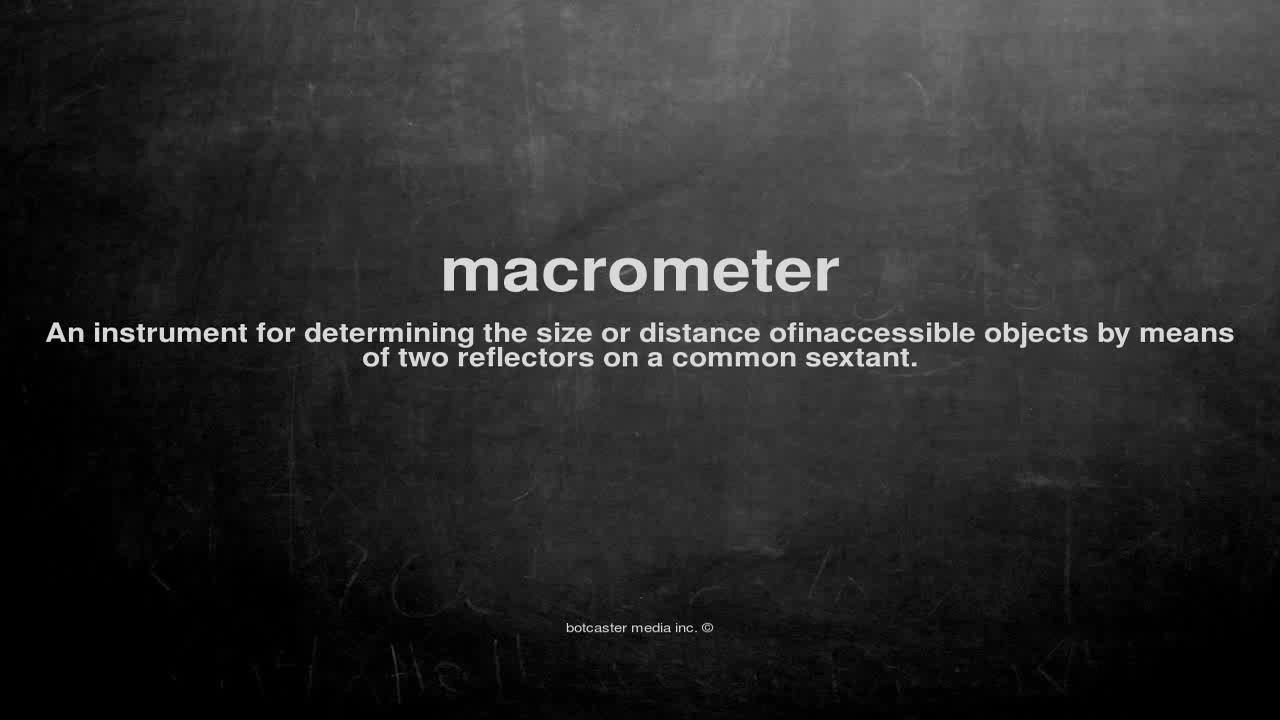 macrometer
An instrument for determining the size or distance ofinaccessible objects by means
of two reflectors on a common sextant.
botcaster media inc. ©